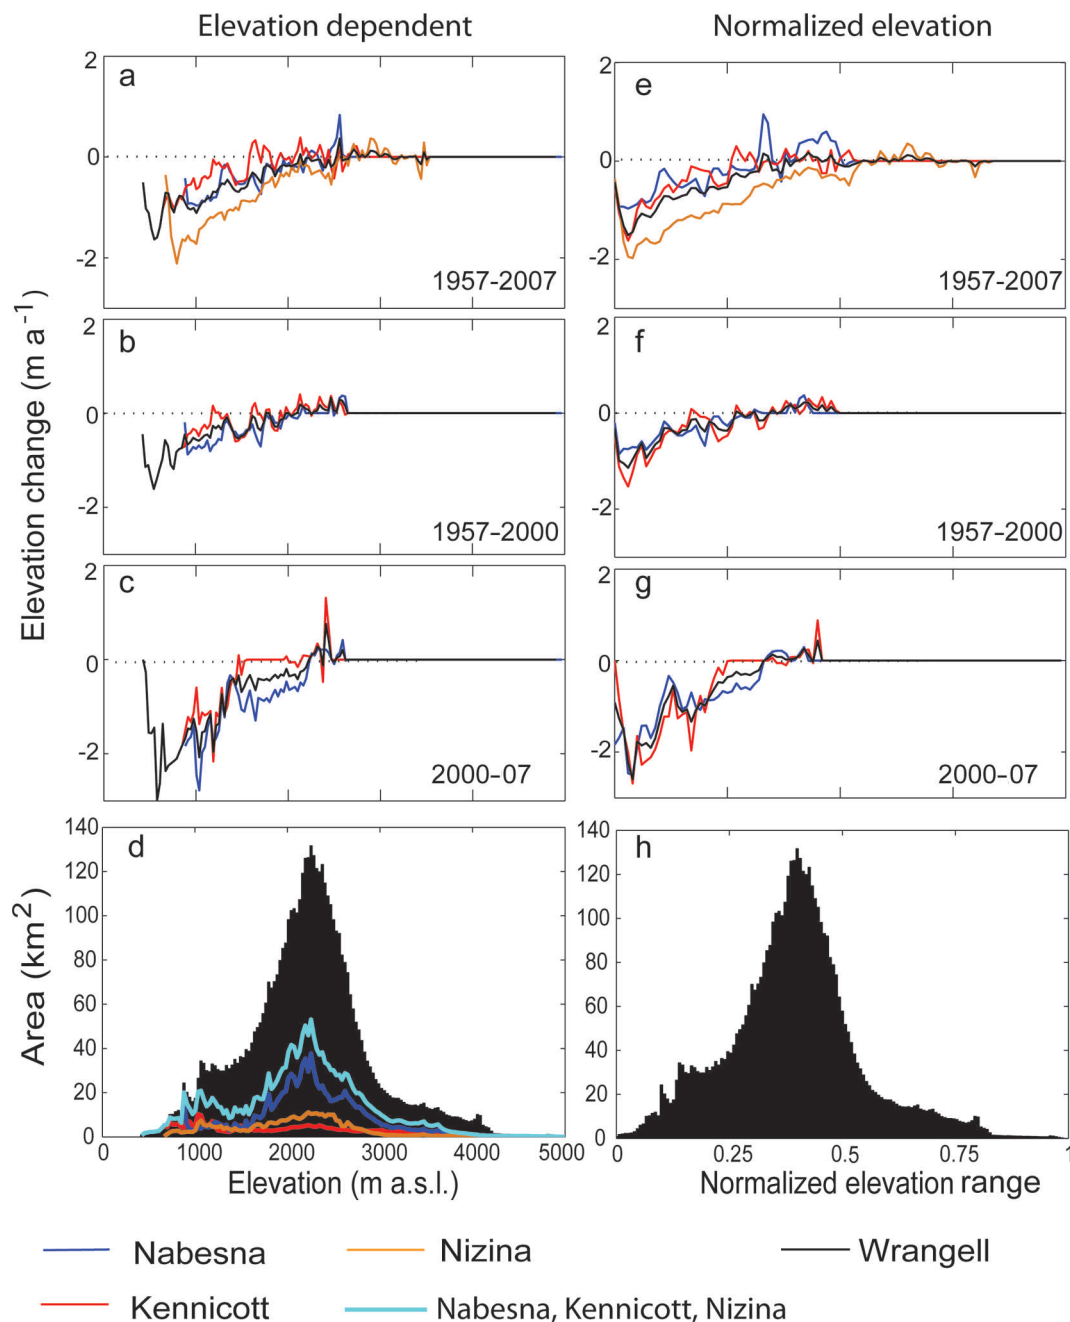 Elevation dependent
Normalized elevation
Elevation change (m a⁻¹)
a
2
0
-2
1957-2007
e
2
0
-2
1957-2007
b
2
0
-2
1957-2000
f
2
0
-2
1957-2000
c
2
0
-2
2000-07
g
2
0
-2
2000-07
Area (km²)
d
140
120
100
80
60
40
20
0
0 1000 2000 3000 4000 5000
Elevation (m a.s.l.)
h
140
120
100
80
60
40
20
0
0 0.25 0.5 0.75 1
Normalized elevation range
Nabesna
Nizina
Wrangell
Kennicott
Nabesna, Kennicott, Nizina